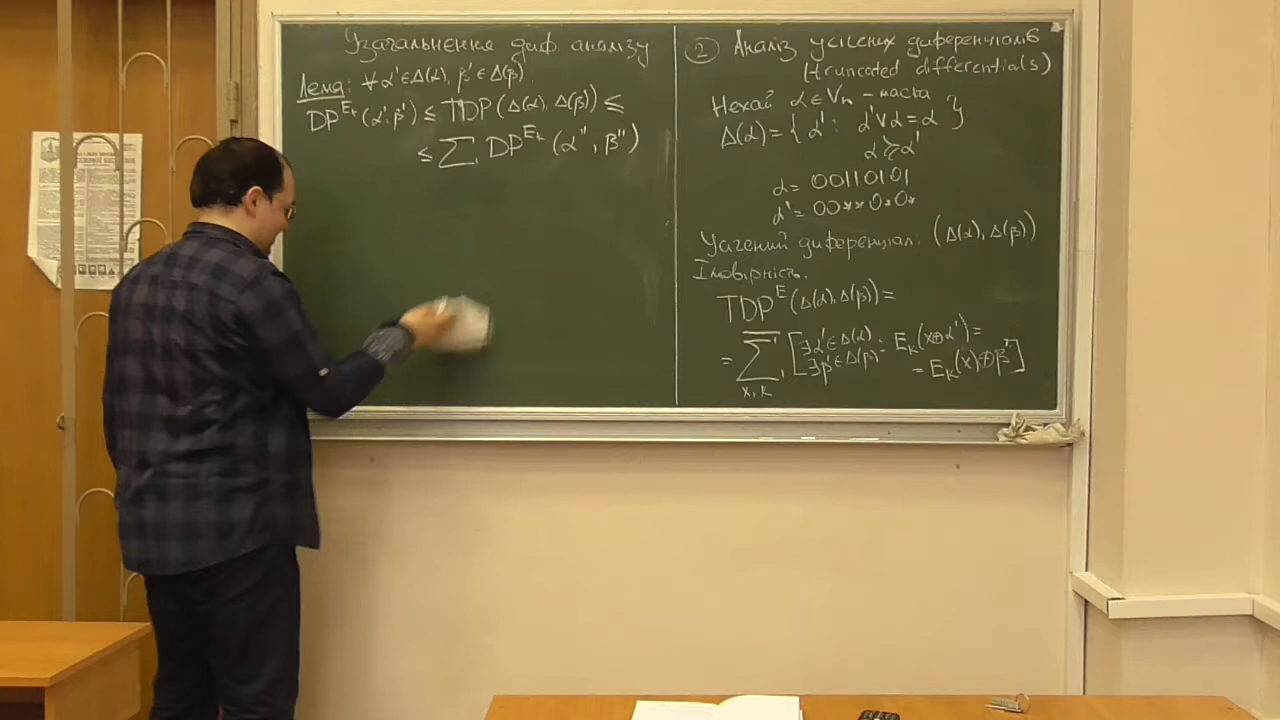 Узагальнення диф. аналізу
Лема: ∀ α'∈Δ(α), β'∈Δ(β)
DP^{E_k}(α',β') ≤ TDP(Δ(α), Δ(β)) ≤
≤ ∑ DP^{E_k}(α'', β'')
② Аналіз усічених диференціалів
(truncated differentials)
Нехай α∈Vₙ - маска
Δ(α) = { α' : α'∨α = α }
α ≽ α'
α = 00110101
α' = 00**0*0*
Усічений диференціал: (Δ(α), Δ(β))
Імовірність.
TDP^E(Δ(α), Δ(β)) =
= ∑_{x,k} [∃α'∈Δ(α), ∃β'∈Δ(β): E_k(x⊕α') =
= E_k(x)⊕β']